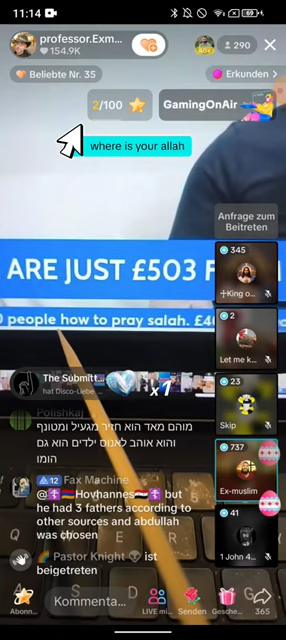 11:14
69
professor.Exm...
154.9K
290
Beliebte Nr. 35
Erkunden
2/100
GamingOnAir
where is your allah
Anfrage zum
Beitreten
ARE JUST £503 F
345
people how to pray salah.
King o...
2
Let me k...
The Submitt...
hat Disco-Liebe
x1
23
Skip
Polishkaj
מוהם מאד הוא חזיר מגעיל ומטונף
והוא אוהב לאנוס ילדים הוא גם
הומו
737
Ex-muslim
12 Fax Machine
@Hovhannes but
he had 3 fathers according to
other sources and abdullah
was chosen
41
1 John 4...
Pastor Knight ist
beigetreten
Abonn...
Kommenta...
LIVE mi...
Senden
Gesche...
365